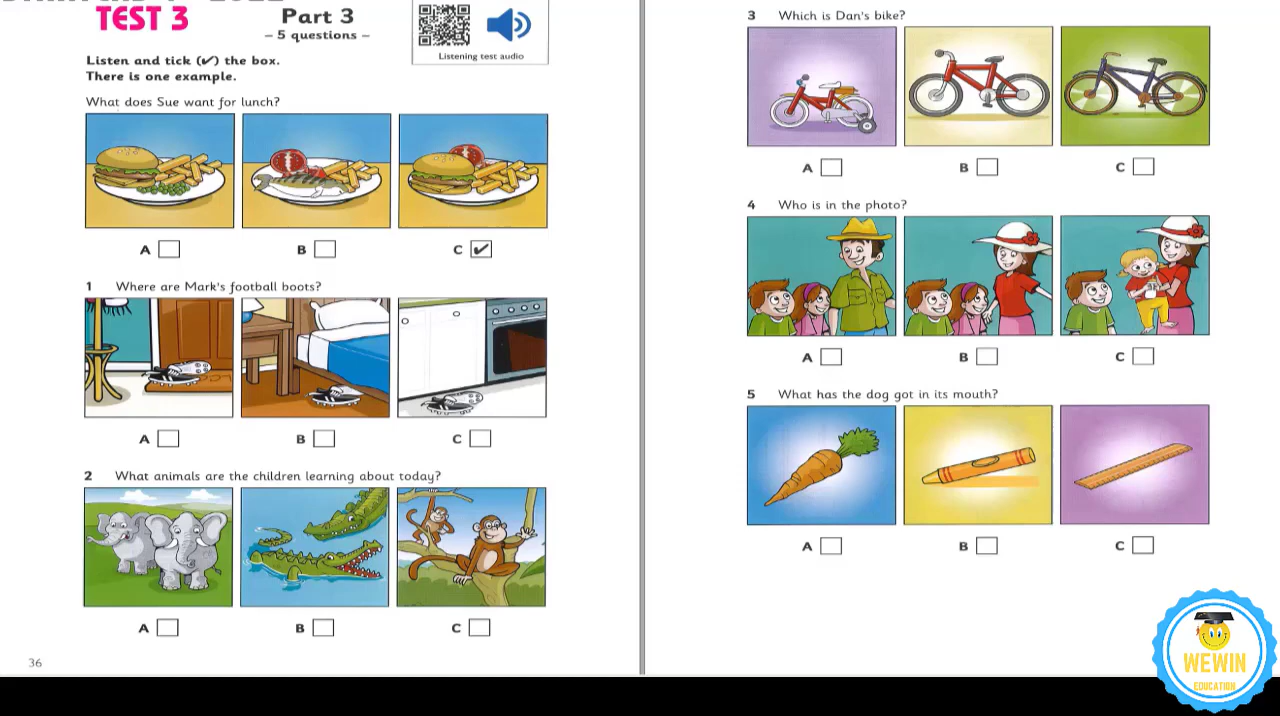 TEST 3
Part 3
– 5 questions –
Listening test audio
Listen and tick (✔) the box.
There is one example.
What does Sue want for lunch?
A
B
C ✔
1 Where are Mark's football boots?
A
B
C
2 What animals are the children learning about today?
A
B
C
36
3 Which is Dan's bike?
A
B
C
4 Who is in the photo?
A
B
C
5 What has the dog got in its mouth?
A
B
C
WEWIN
EDUCATION